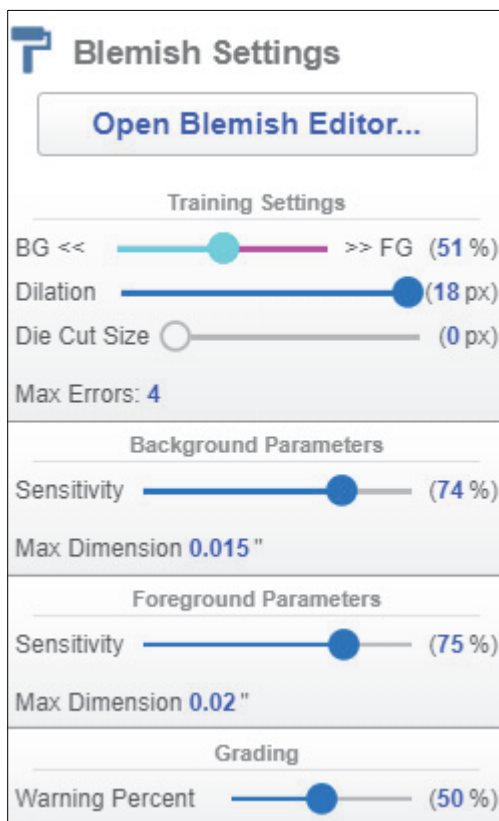 Blemish Settings
Open Blemish Editor...
Training Settings
BG << >> FG (51 %)
Dilation (18 px)
Die Cut Size (0 px)
Max Errors: 4
Background Parameters
Sensitivity (74 %)
Max Dimension 0.015 "
Foreground Parameters
Sensitivity (75 %)
Max Dimension 0.02 "
Grading
Warning Percent (50 %)